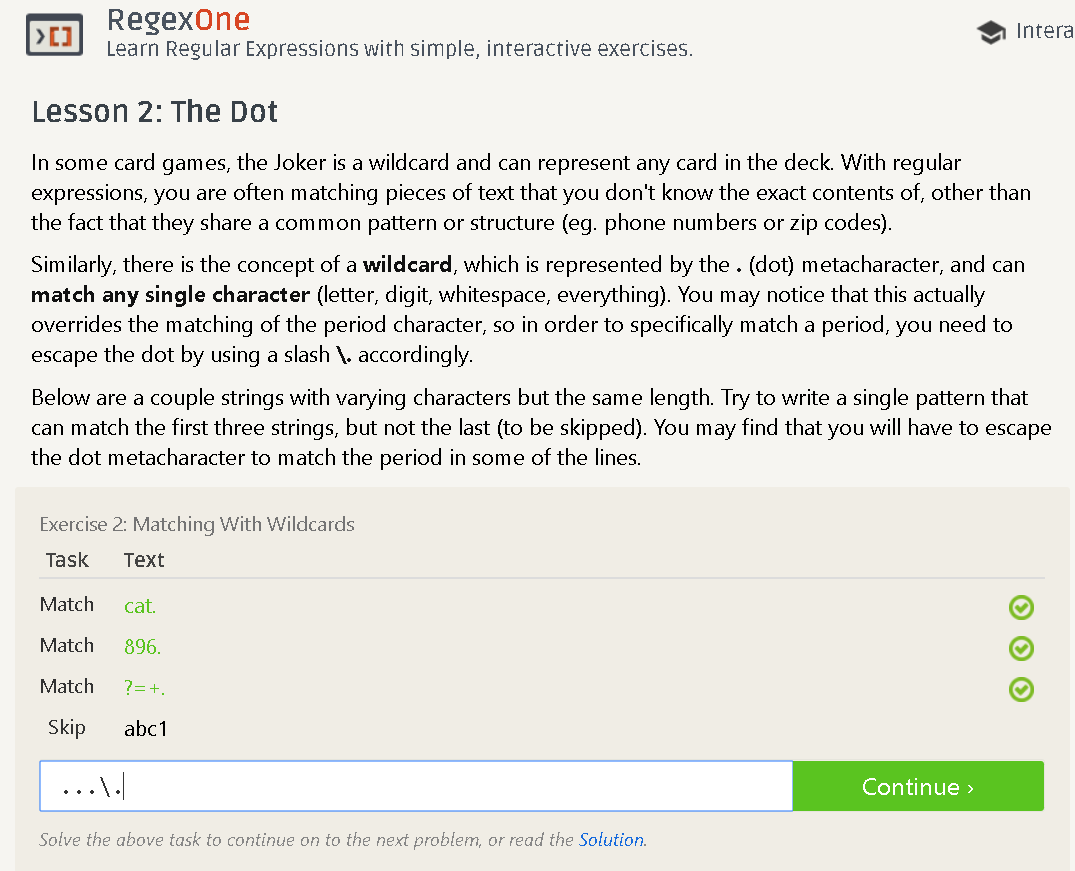 RegexOne
Learn Regular Expressions with simple, interactive exercises.
Intera
Lesson 2: The Dot
In some card games, the Joker is a wildcard and can represent any card in the deck. With regular
expressions, you are often matching pieces of text that you don't know the exact contents of, other than
the fact that they share a common pattern or structure (eg. phone numbers or zip codes).
Similarly, there is the concept of a wildcard, which is represented by the . (dot) metacharacter, and can
match any single character (letter, digit, whitespace, everything). You may notice that this actually
overrides the matching of the period character, so in order to specifically match a period, you need to
escape the dot by using a slash \. accordingly.
Below are a couple strings with varying characters but the same length. Try to write a single pattern that
can match the first three strings, but not the last (to be skipped). You may find that you will have to escape
the dot metacharacter to match the period in some of the lines.
Exercise 2: Matching With Wildcards
Task Text
Match cat.
Match 896.
Match ?=+.
Skip abc1
...\.
Continue ›
Solve the above task to continue on to the next problem, or read the Solution.